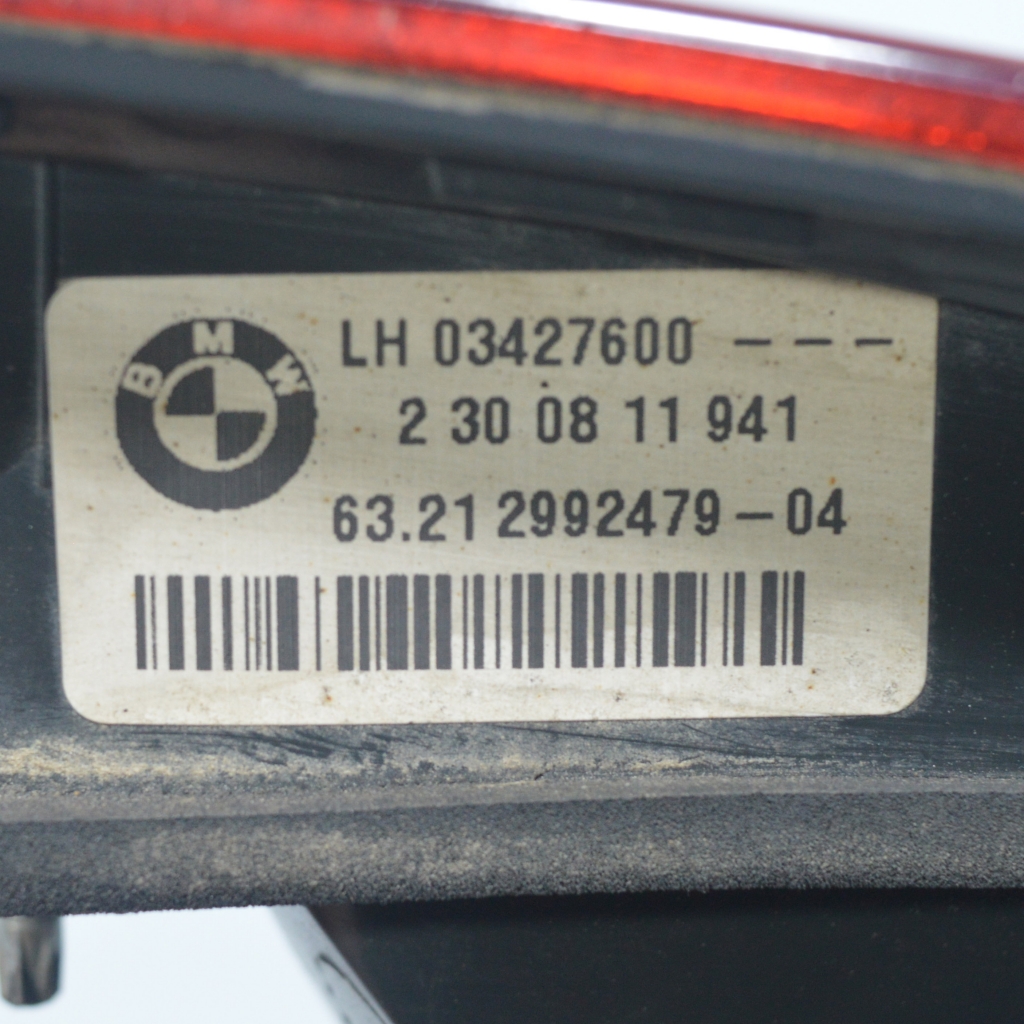 BMW
LH 03427600 – – –
2 30 08 11 941
63.21 2992479 – 04